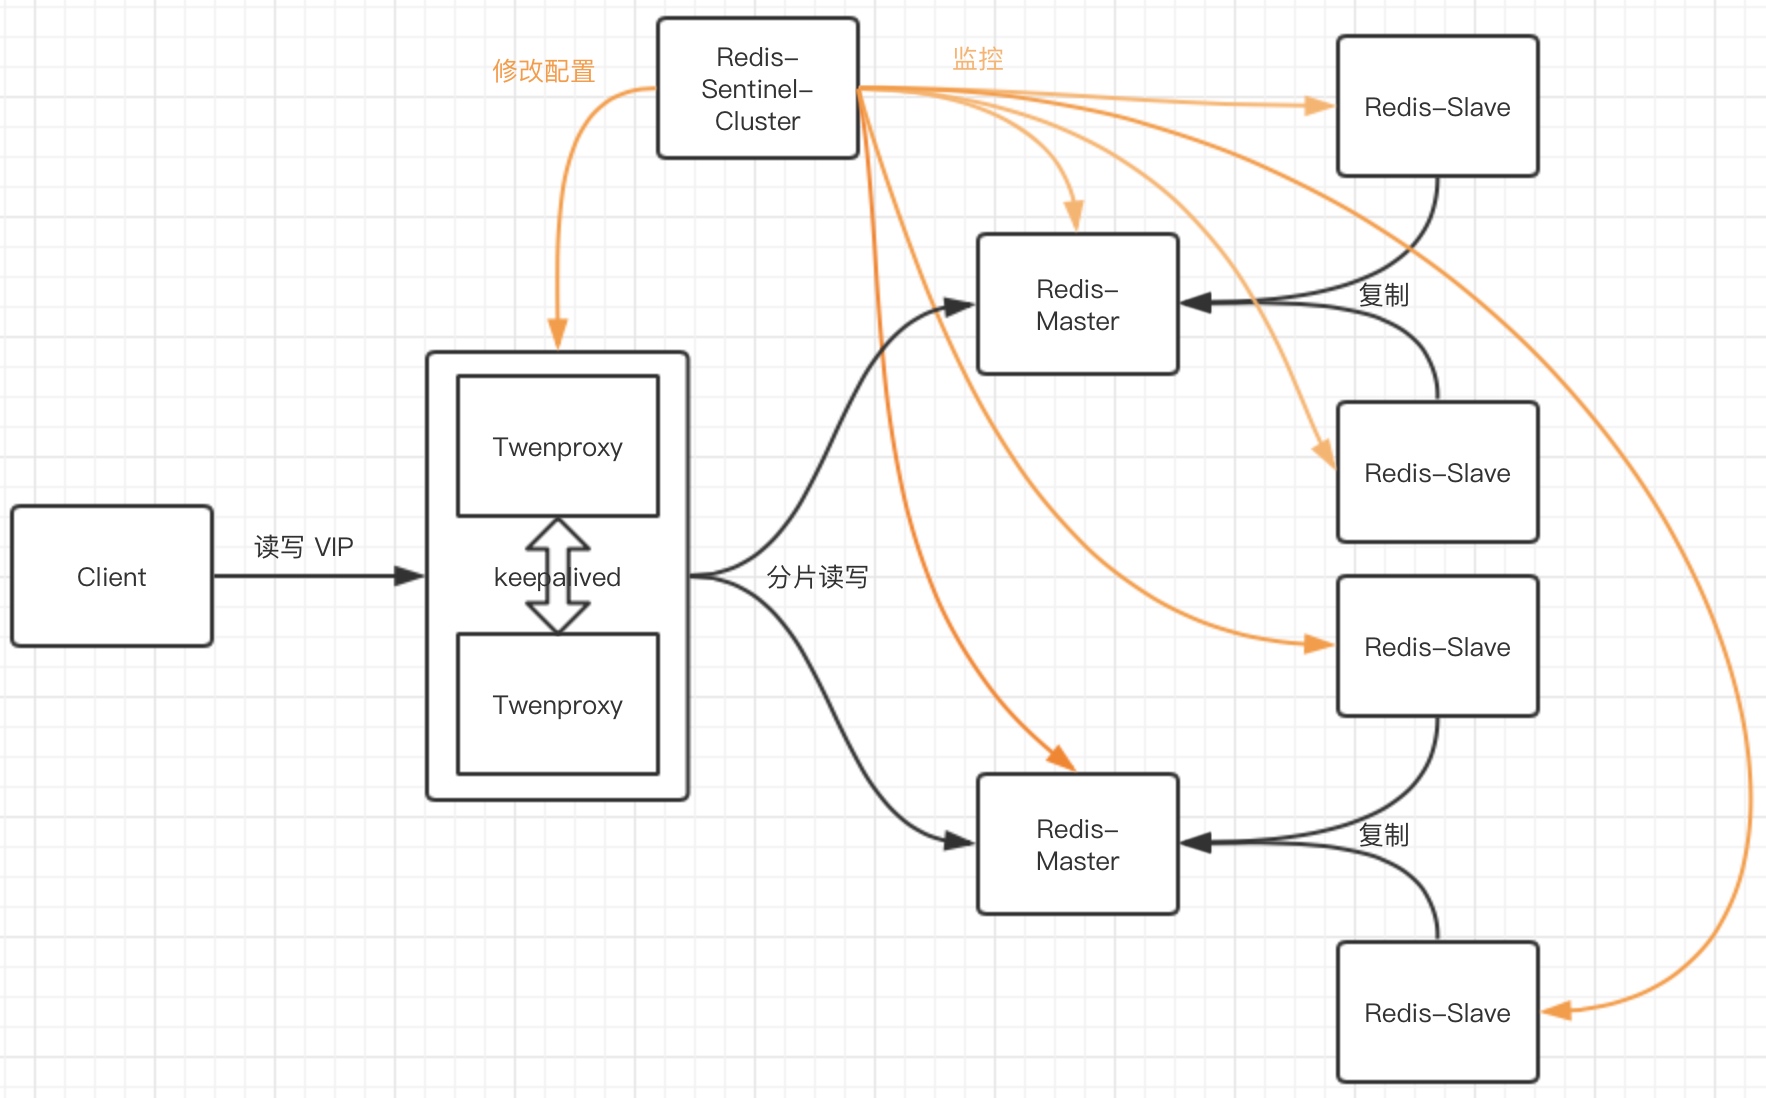 Redis-
Sentinel-
Cluster
修改配置
监控
Redis-Slave
Redis-
Master
复制
Twenproxy
Redis-Slave
读写 VIP
Client
keepalived
分片读写
Redis-Slave
Twenproxy
Redis-
Master
复制
Redis-Slave